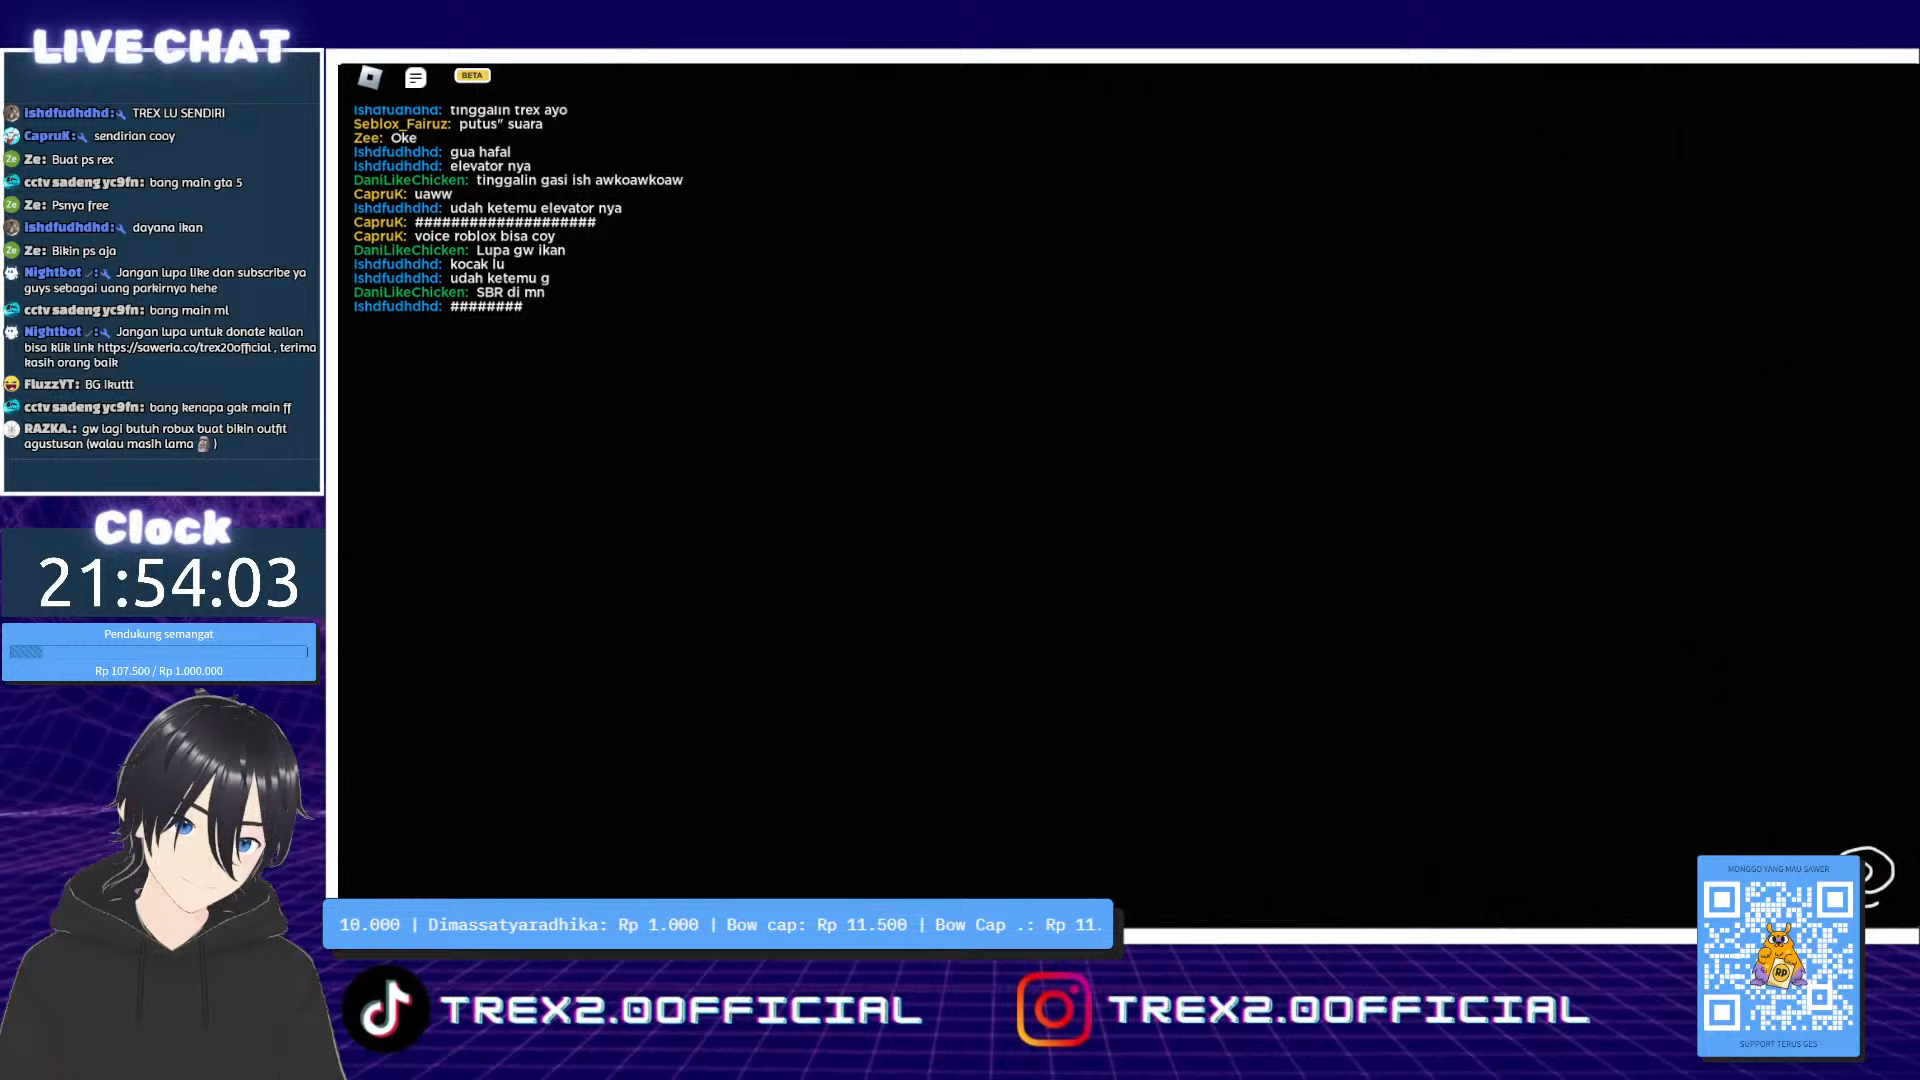 LIVE CHAT
ishdfudhdhd: TREX LU SENDIRI
CapruK: sendirian cooy
Ze Ze: Buat ps rex
cctv sadeng yc9fn: bang main gta 5
Ze Ze: Psnya free
ishdfudhdhd: dayana ikan
Ze Ze: Bikin ps aja
Nightbot: Jangan lupa like dan subscribe ya
guys sebagai uang parkirnya hehe
cctv sadeng yc9fn: bang main ml
Nightbot: Jangan lupa untuk donate kalian
bisa klik link https://saweria.co/trex20official , terima
kasih orang baik
FluzzYT: BG Ikuttt
cctv sadeng yc9fn: bang kenapa gak main ff
RAZKA.: gw lagi butuh robux buat bikin outfit
agustusan (walau masih lama 🗿 )
Clock
21:54:03
Pendukung semangat
Rp 107.500 / Rp 1.000.000
BETA
Ishdfudhdhd: tinggalin trex ayo
Seblox_Fairuz: putus" suara
Zee: Oke
Ishdfudhdhd: gua hafal
Ishdfudhdhd: elevator nya
DaniLikeChicken: tinggalin gasi ish awkoawkoaw
CapruK: uaww
Ishdfudhdhd: udah ketemu elevator nya
CapruK: ####################
CapruK: voice roblox bisa coy
DaniLikeChicken: Lupa gw ikan
Ishdfudhdhd: kocak lu
Ishdfudhdhd: udah ketemu g
DaniLikeChicken: SBR di mn
Ishdfudhdhd: ########
10.000 | Dimassatyaradhika: Rp 1.000 | Bow cap: Rp 11.500 | Bow Cap .: Rp 11.
TREX2.0OFFICIAL
TREX2.0OFFICIAL
MONGGO YANG MAU SAWER
RP
SUPPORT TERUS GES